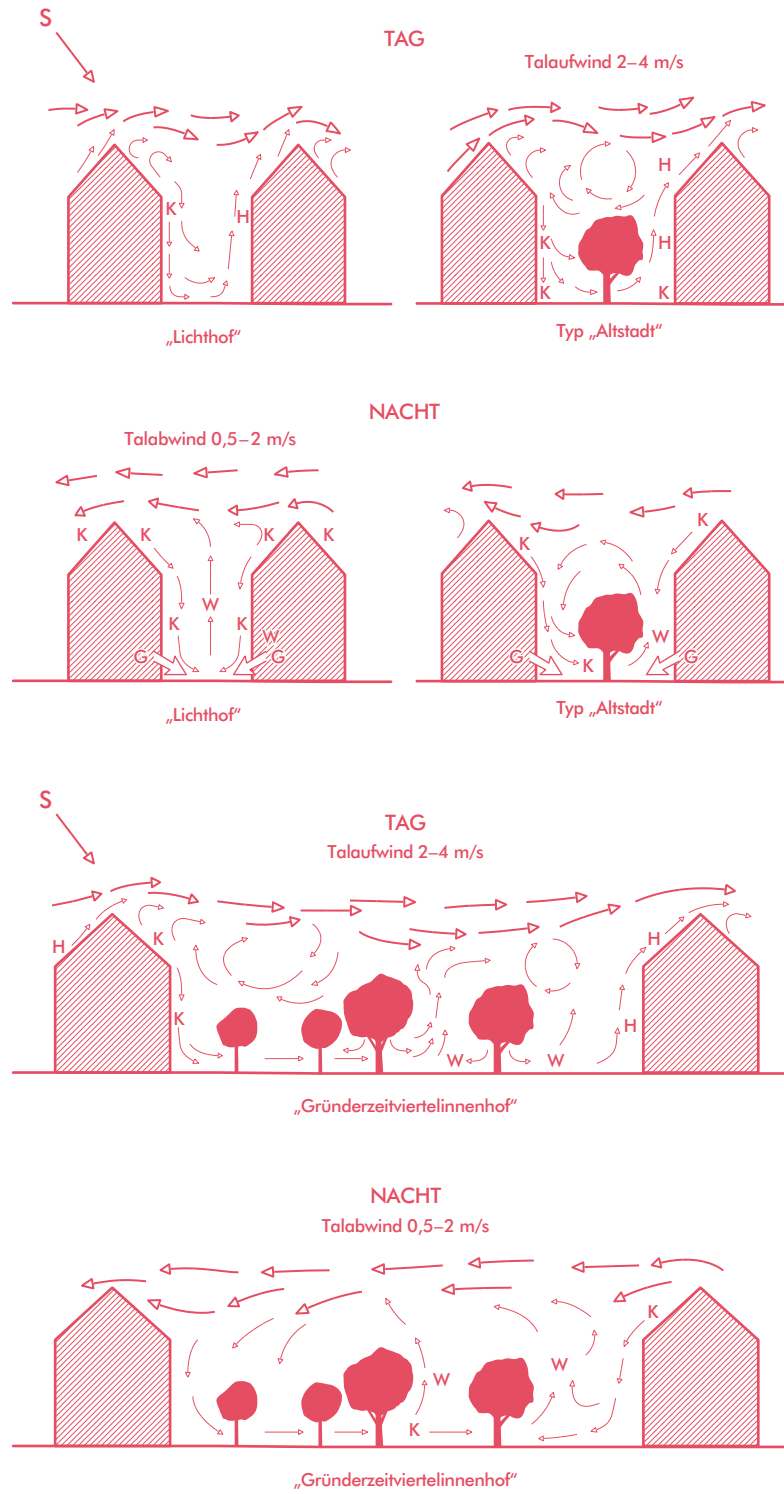 S
TAG
Talaufwind 2–4 m/s
K
H
H
K
H
K
K
„Lichthof“
Typ „Altstadt“
NACHT
Talabwind 0,5–2 m/s
K
K
K
K
K
K
W
K
K
W
G
G
K
W
G
G
„Lichthof“
Typ „Altstadt“
S
TAG
Talaufwind 2–4 m/s
H
K
H
K
H
W
W
„Gründerzeitviertelinnenhof“
NACHT
Talabwind 0,5–2 m/s
K
W
W
K
„Gründerzeitviertelinnenhof“